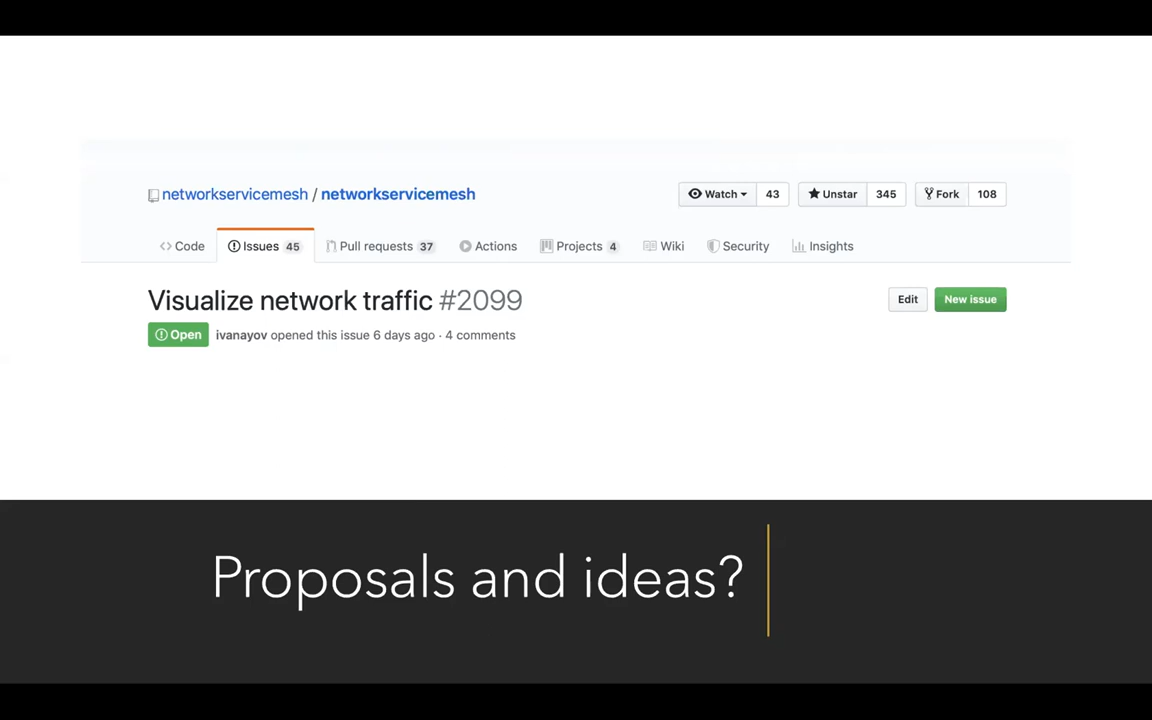 networkservicemesh / networkservicemesh
Watch 43 Unstar 345 Fork 108
Code Issues 45 Pull requests 37 Actions Projects 4 Wiki Security Insights
Visualize network traffic #2099
Edit New issue
Open ivanayov opened this issue 6 days ago · 4 comments
Proposals and ideas?